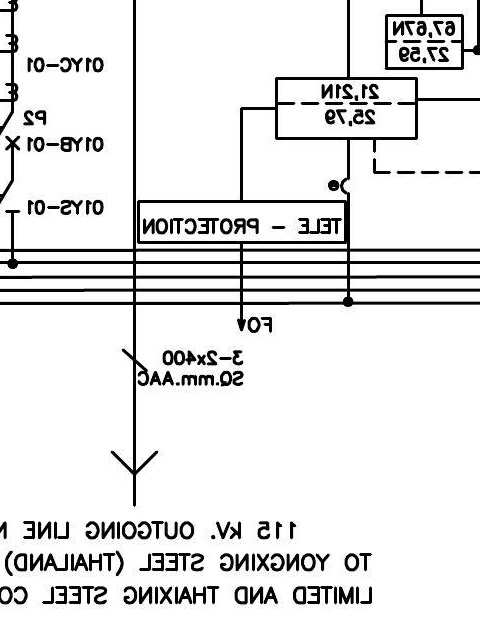 67,67N
27,59
01YC-01
21,21N
25,79
P2
01YB-01
01YS-01
TELE - PROTECTION
FO
3-2x400
SQ.mm.AAC
115 kV. OUTGOING LINE
TO YONGXING STEEL (THAILAND)
LIMITED AND THAIXING STEEL CO